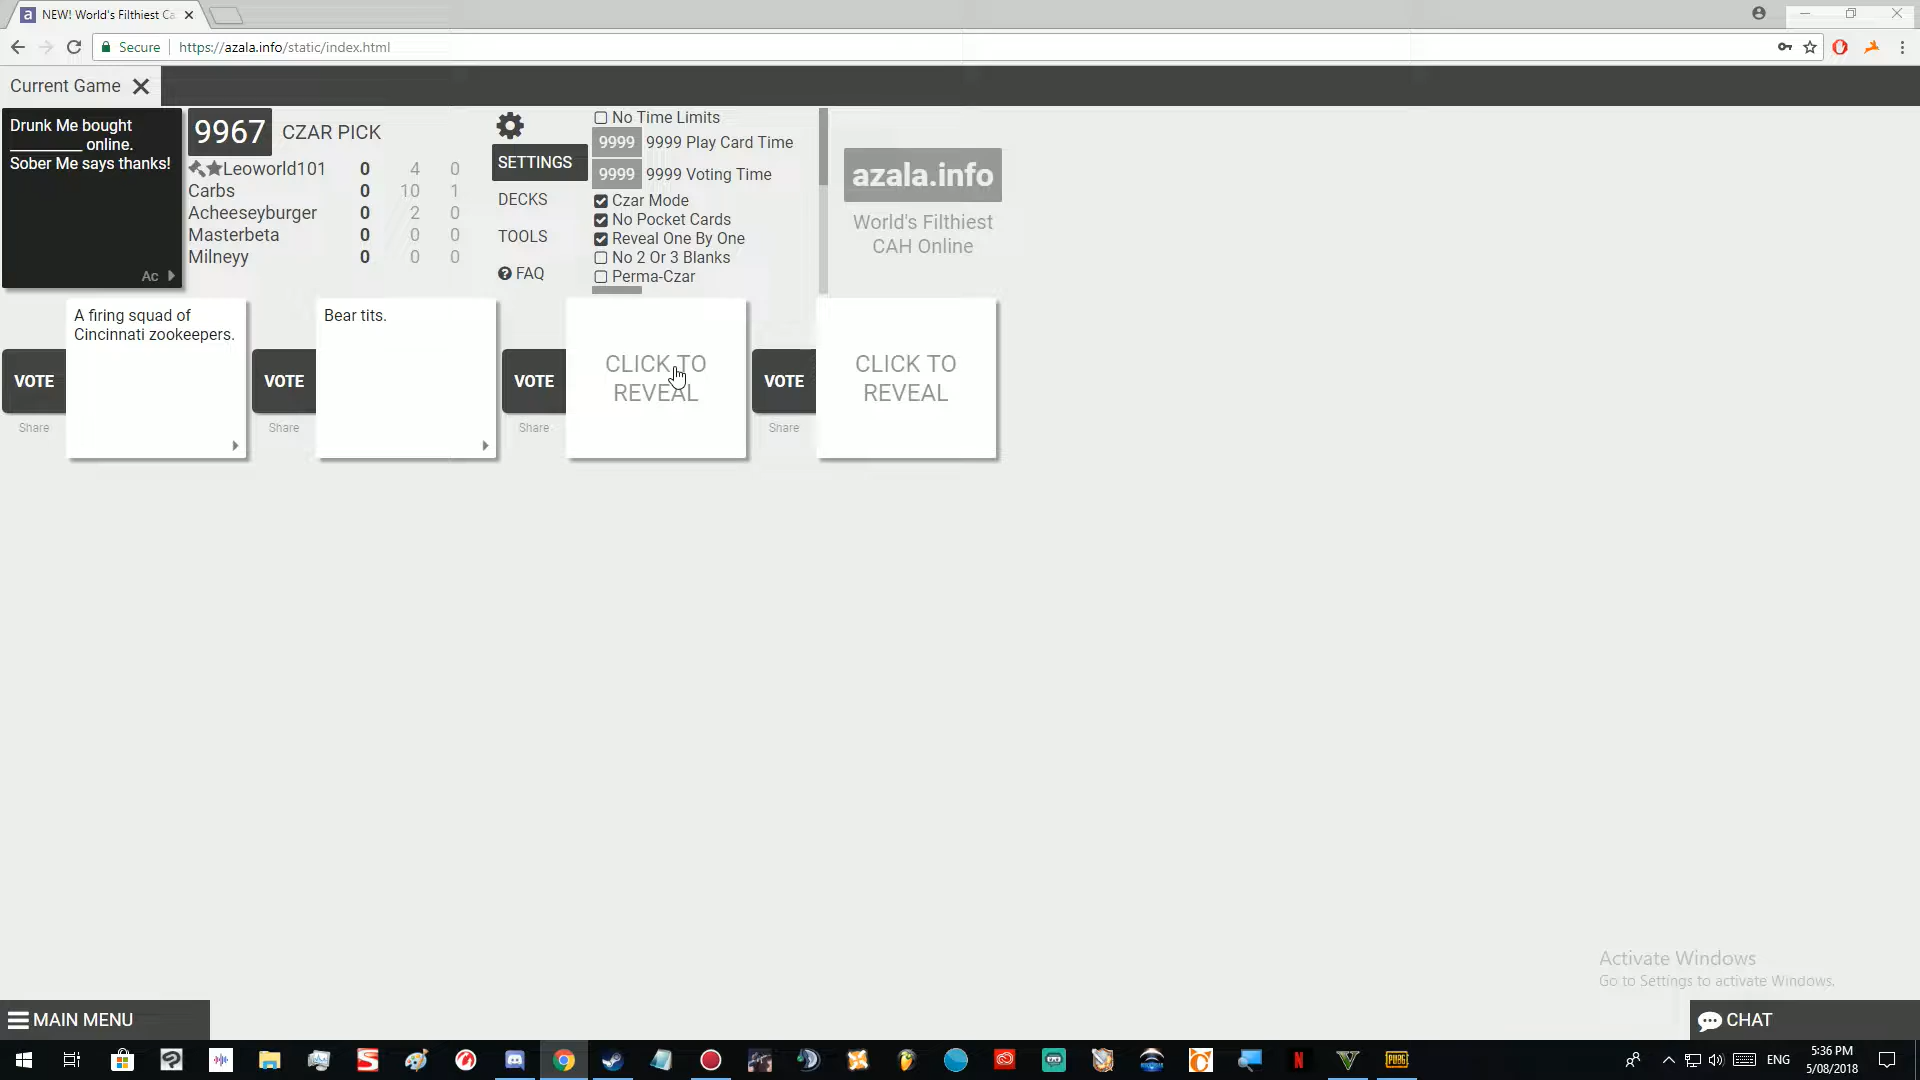 NEW! World's Filthiest Ca
Secure
https://azala.info/static/index.html
Current Game
Drunk Me bought
_________ online.
Sober Me says thanks!
Ac
9967 CZAR PICK
Leoworld101 0 4 0
Carbs 0 10 1
Acheeseyburger 0 2 0
Masterbeta 0 0 0
Milneyy 0 0 0
SETTINGS
DECKS
TOOLS
FAQ
No Time Limits
9999 9999 Play Card Time
9999 9999 Voting Time
Czar Mode
No Pocket Cards
Reveal One By One
No 2 Or 3 Blanks
Perma-Czar
azala.info
World's Filthiest
CAH Online
VOTE
Share
A firing squad of
Cincinnati zookeepers.
VOTE
Share
Bear tits.
VOTE
Share
CLICK TO
REVEAL
VOTE
Share
CLICK TO
REVEAL
Activate Windows
Go to Settings to activate Windows.
MAIN MENU
CHAT
ENG
5:36 PM
5/08/2018